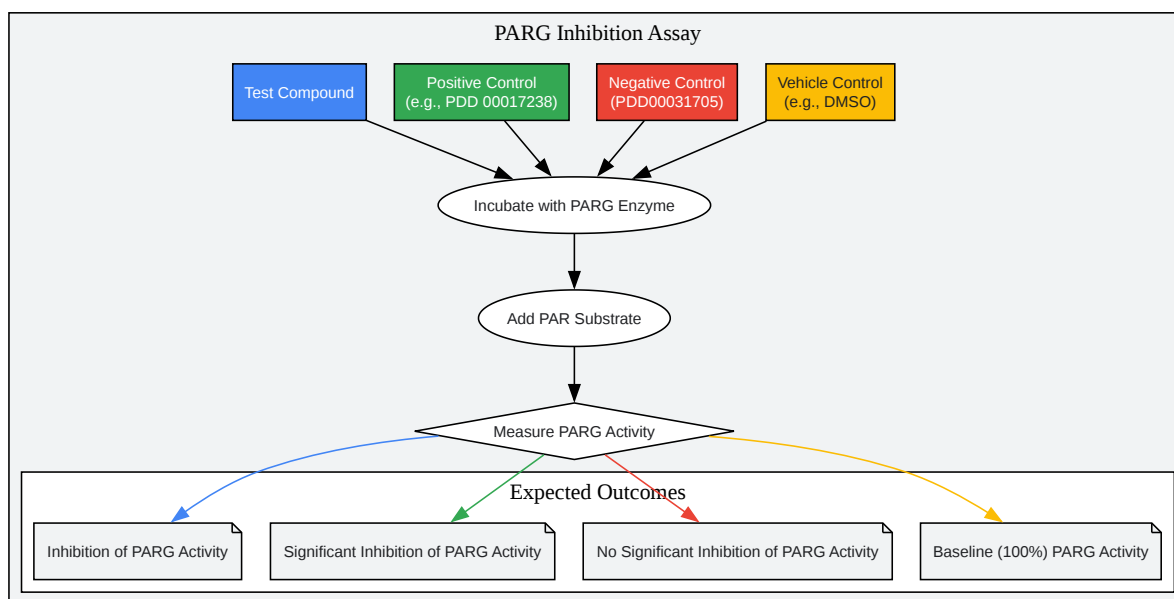 PARG Inhibition Assay
Test Compound
Positive Control
(e.g., PDD 00017238)
Negative Control
(PDD00031705)
Vehicle Control
(e.g., DMSO)
Incubate with PARG Enzyme
Add PAR Substrate
Measure PARG Activity
Expected Outcomes
Inhibition of PARG Activity
Significant Inhibition of PARG Activity
No Significant Inhibition of PARG Activity
Baseline (100%) PARG Activity